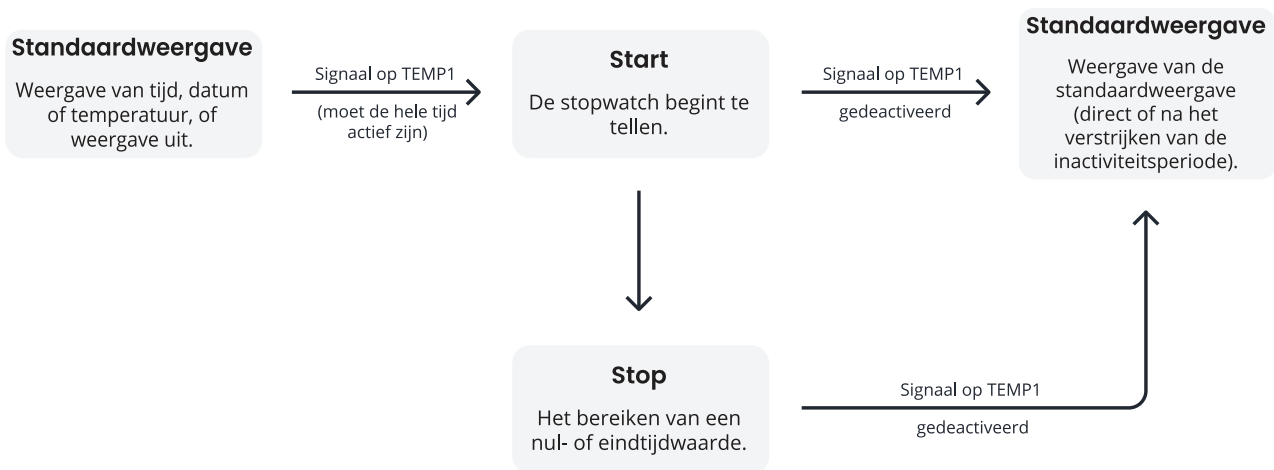 Standaardweergave
Weergave van tijd, datum
of temperatuur, of
weergave uit.
Signaal op TEMP1
(moet de hele tijd
actief zijn)
Start
De stopwatch begint te
tellen.
Signaal op TEMP1
gedeactiveerd
Standaardweergave
Weergave van de
standaardweergave
(direct of na het
verstrijken van de
inactiviteitsperiode).
Stop
Het bereiken van een
nul- of eindtijdwaarde.
Signaal op TEMP1
gedeactiveerd